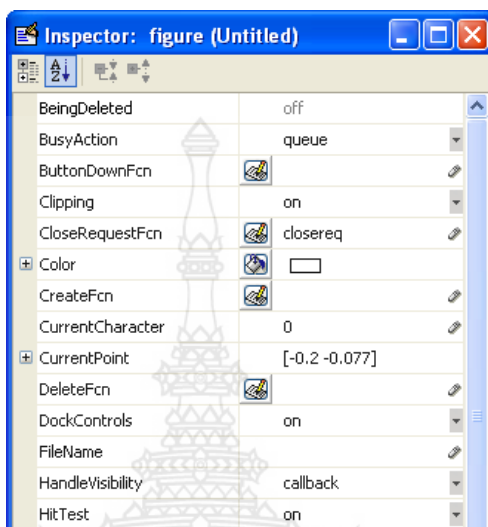 Inspector: figure (Untitled)
BeingDeleted off
BusyAction queue
ButtonDownFcn
Clipping on
CloseRequestFcn closereq
Color
CreateFcn
CurrentCharacter 0
CurrentPoint [-0.2 -0.077]
DeleteFcn
DockControls on
FileName
HandleVisibility callback
HitTest on